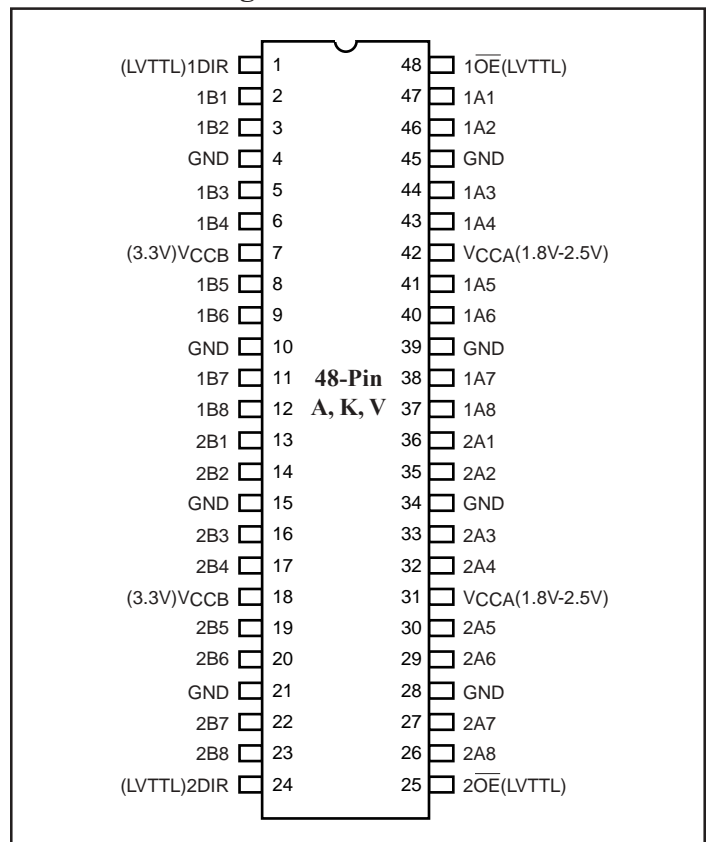 (LVTTL)1DIR 1 48 1O̅E̅(LVTTL)
1B1 2 47 1A1
1B2 3 46 1A2
GND 4 45 GND
1B3 5 44 1A3
1B4 6 43 1A4
(3.3V)VCCB 7 42 VCCA(1.8V-2.5V)
1B5 8 41 1A5
1B6 9 40 1A6
GND 10 39 GND
1B7 11 48-Pin 38 1A7
1B8 12 A, K, V 37 1A8
2B1 13 36 2A1
2B2 14 35 2A2
GND 15 34 GND
2B3 16 33 2A3
2B4 17 32 2A4
(3.3V)VCCB 18 31 VCCA(1.8V-2.5V)
2B5 19 30 2A5
2B6 20 29 2A6
GND 21 28 GND
2B7 22 27 2A7
2B8 23 26 2A8
(LVTTL)2DIR 24 25 2O̅E̅(LVTTL)